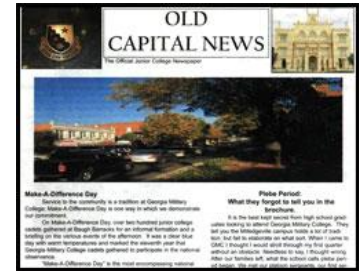 OLD
CAPITAL NEWS
The Official Junior College Newspaper
Make-A-Difference Day
Service to the community is a tradition at Georgia Military
College; Make-A-Difference Day is one way in which we demonstrate
our commitment.
On Make-A-Difference Day, over two hundred junior college
cadets gathered at Baugh Barracks for an informal formation and a
briefing on the various events of the afternoon. It was a clear blue
day with warm temperatures and marked the eleventh year that
Georgia Military College cadets gathered to participate in the national
observance.
"Make-A-Difference Day" is the most encompassing national
Plebe Period:
What they forgot to tell you in the
brochure.
It is the best kept secret from high school grad-
uates looking to attend Georgia Military College. They
tell you the Milledgeville campus holds a lot of tradi-
tion, but fail to elaborate on what sort. When I came to
GMC I thought I would stroll through my first quarter
without an obstacle. Needless to say, I thought wrong.
After our families left, what the school calls plebe peri-
od began. We met our platoon sergeants, our first ser-